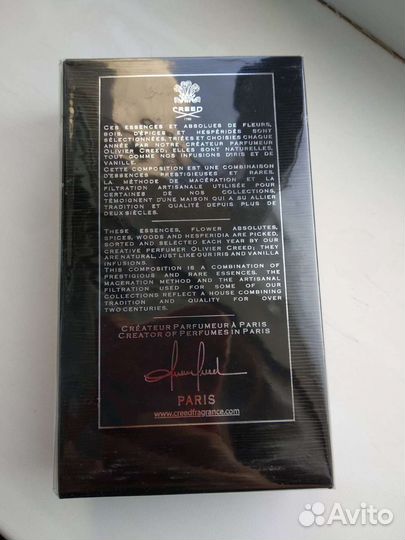 CREED
1760
CES ESSENCES ET ABSOLUES DE FLEURS,
BOIS, D'ÉPICES ET HESPÉRIDÉS SONT
SÉLECTIONNÉES, TRIÉES ET CHOISIES CHAQUE
ANNÉE PAR NOTRE CRÉATEUR PARFUMEUR
OLIVIER CREED, ELLES SONT NATURELLES,
TOUT COMME NOS INFUSIONS D'IRIS ET DE
VANILLE.
CETTE COMPOSITION EST UNE COMBINAISON
D'ESSENCES PRESTIGIEUSES ET RARES.
LA MÉTHODE DE MACÉRATION ET LA
FILTRATION ARTISANALE UTILISÉE POUR
CERTAINES DE NOS COLLECTIONS,
TÉMOIGNENT D'UNE MAISON QUI A SU ALLIER
TRADITION ET QUALITÉ DEPUIS PLUS DE
DEUX SIÈCLES.
THESE ESSENCES, FLOWER ABSOLUTES,
SPICES, WOODS AND HESPERIDIA ARE PICKED,
SORTED AND SELECTED EACH YEAR BY OUR
CREATIVE PERFUMER OLIVIER CREED; THEY
ARE NATURAL, JUST LIKE OUR IRIS AND VANILLA
INFUSIONS.
THIS COMPOSITION IS A COMBINATION OF
PRESTIGIOUS AND RARE ESSENCES. THE
MACERATION METHOD AND THE ARTISANAL
FILTRATION USED FOR SOME OF OUR
COLLECTIONS REFLECT A HOUSE COMBINING
TRADITION AND QUALITY FOR OVER
TWO CENTURIES.
CRÉATEUR PARFUMEUR À PARIS
CREATOR OF PERFUMES IN PARIS
PARIS
www.creedfragrance.com
Avito